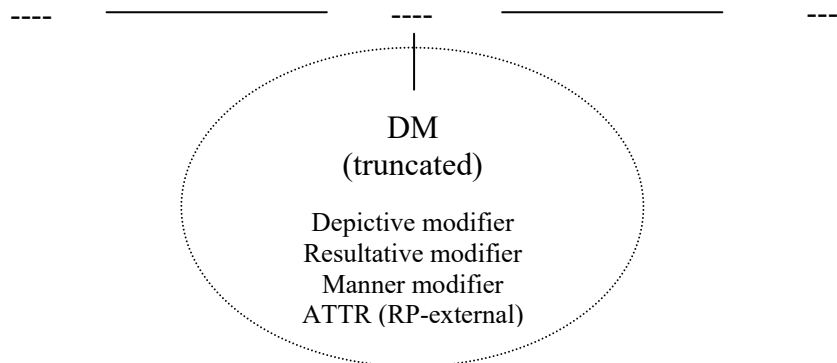 ---- ---- ---
DM
(truncated)
Depictive modifier
Resultative modifier
Manner modifier
ATTR (RP-external)